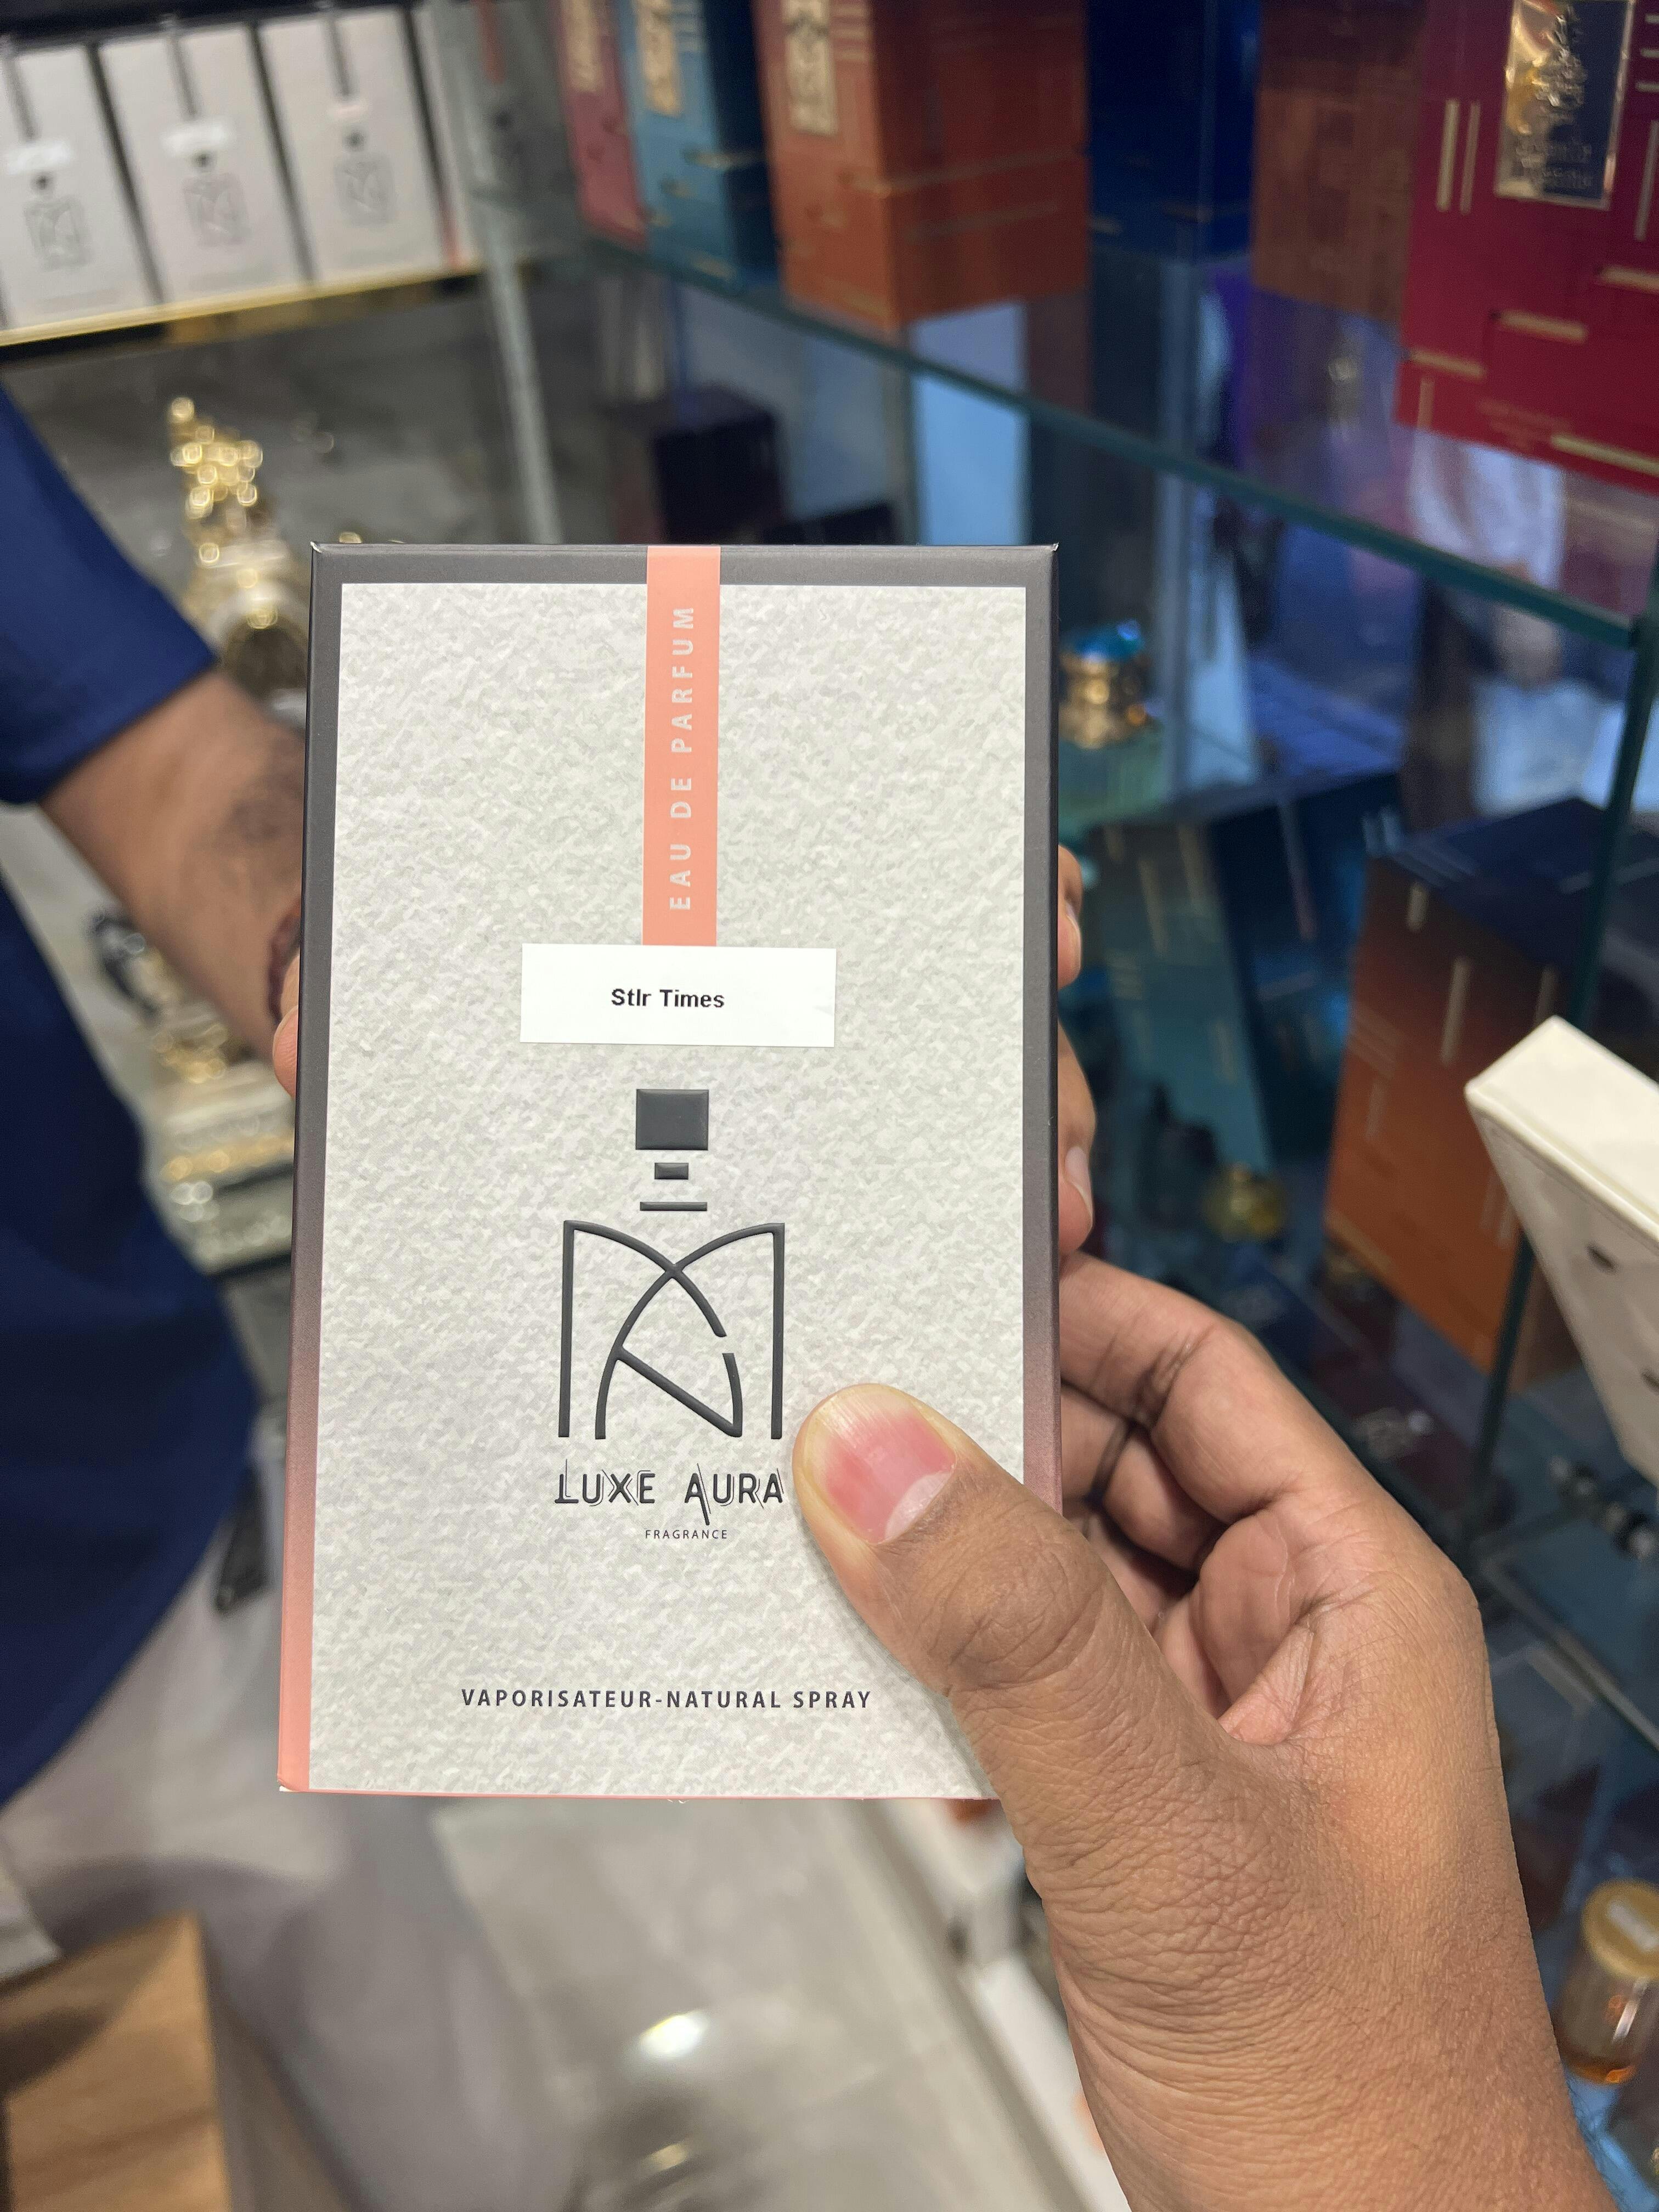 EAU DE PARFUM
Stlr Times
LUXE AURA
FRAGRANCE
VAPORISATEUR-NATURAL SPRAY